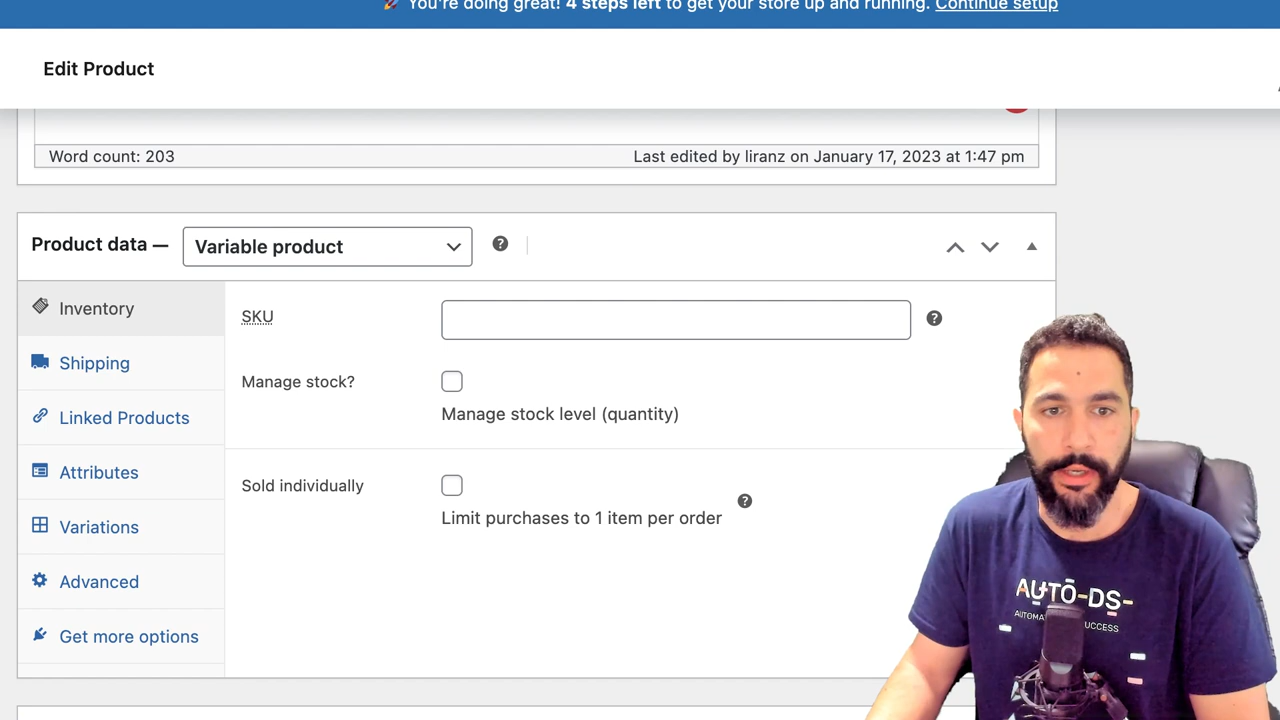 You're doing great! 4 steps left to get your store up and running. Continue setup
Edit Product
Word count: 203
Last edited by liranz on January 17, 2023 at 1:47 pm
Product data —
Variable product
Inventory
Shipping
Linked Products
Attributes
Variations
Advanced
Get more options
SKU
Manage stock?
Manage stock level (quantity)
Sold individually
Limit purchases to 1 item per order
AUTO-DS-